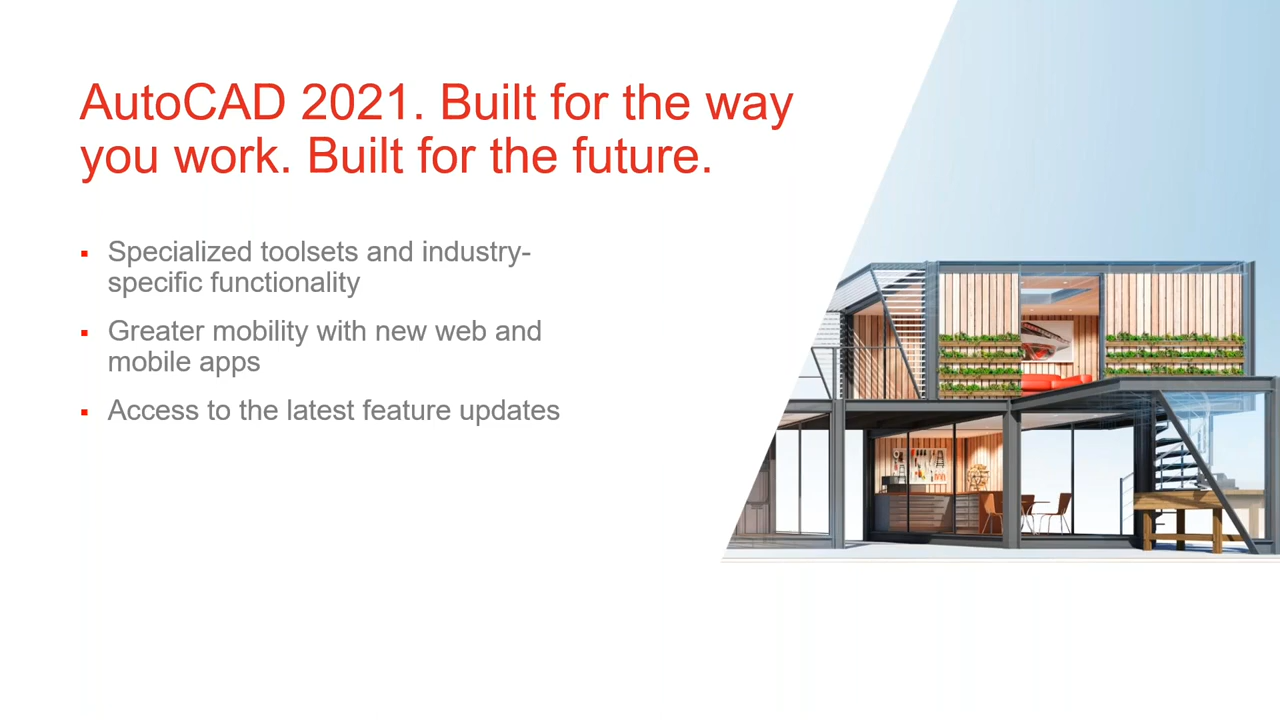 AutoCAD 2021. Built for the way
you work. Built for the future.
▪ Specialized toolsets and industry-
specific functionality
▪ Greater mobility with new web and
mobile apps
▪ Access to the latest feature updates